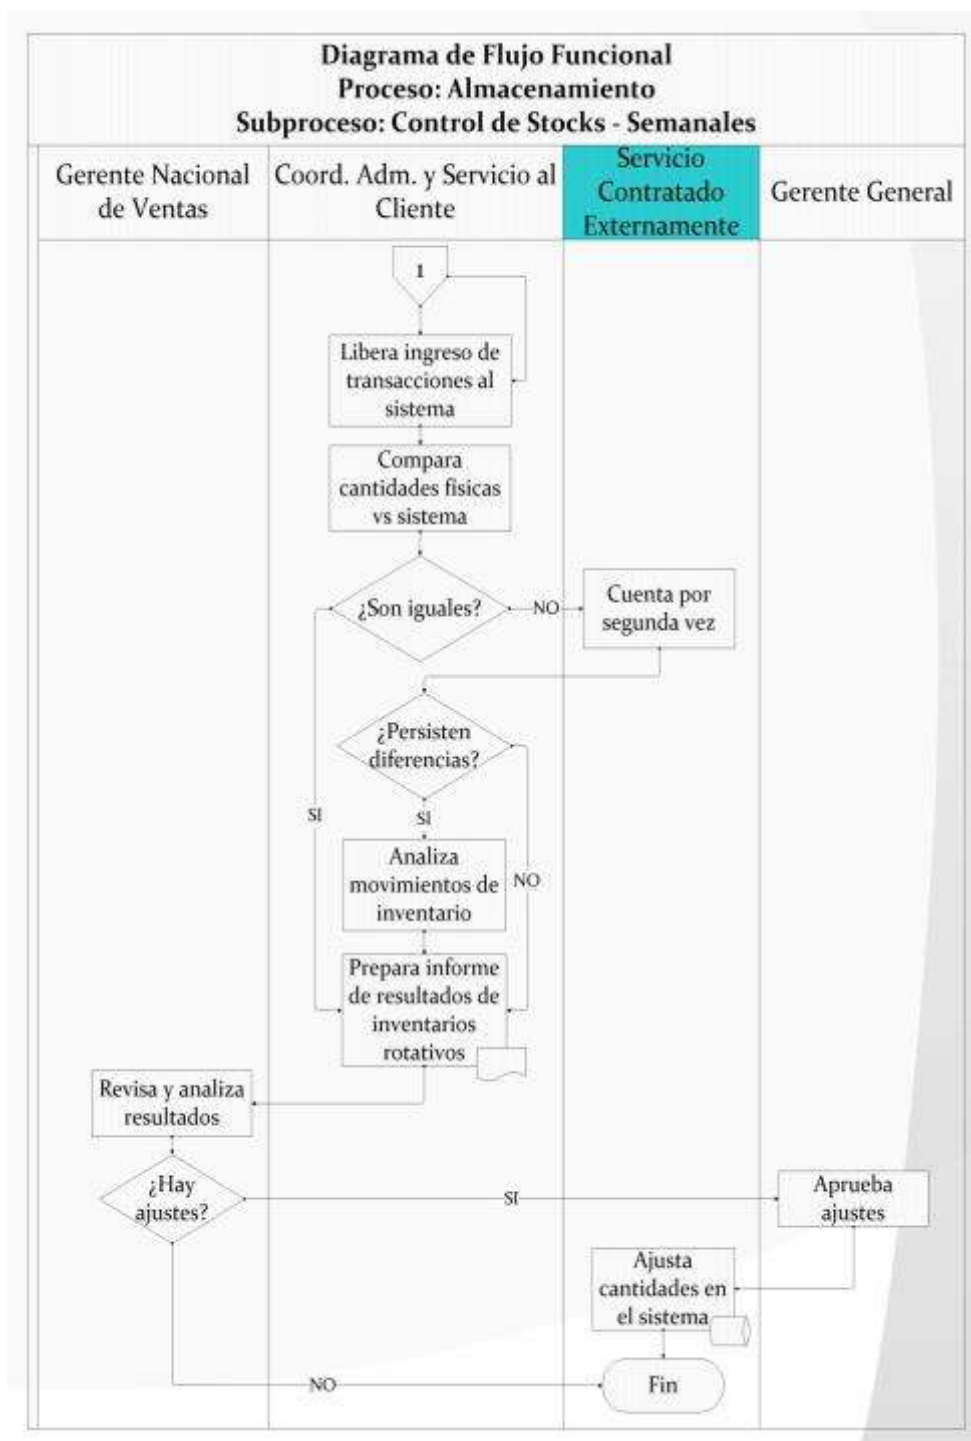 Diagrama de Flujo Funcional
Proceso: Almacenamiento
Subproceso: Control de Stocks - Semanales
Gerente Nacional
de Ventas
Coord. Adm. y Servicio al
Cliente
Servicio
Contratado
Externamente
Gerente General
1
Libera ingreso de
transacciones al
sistema
Compara
cantidades fisicas
vs sistema
¿Son iguales?
NO
Cuenta por
segunda vez
¿Persisten
diferencias?
SI
SI
Analiza
movimientos de
inventario
NO
Prepara informe
de resultados de
inventarios
rotativos
Revisa y analiza
resultados
¿Hay
ajustes?
SI
Aprueba
ajustes
Ajusta
cantidades en
el sistema
NO
Fin